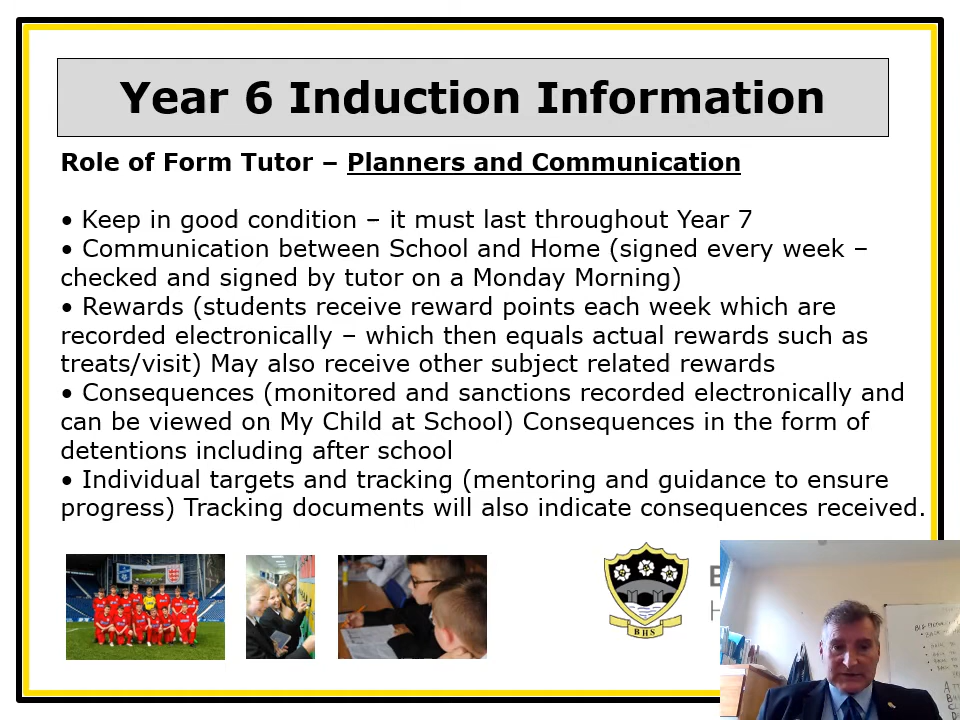 Year 6 Induction Information
Role of Form Tutor – Planners and Communication
• Keep in good condition – it must last throughout Year 7
• Communication between School and Home (signed every week –
checked and signed by tutor on a Monday Morning)
• Rewards (students receive reward points each week which are
recorded electronically – which then equals actual rewards such as
treats/visit) May also receive other subject related rewards
• Consequences (monitored and sanctions recorded electronically and
can be viewed on My Child at School) Consequences in the form of
detentions including after school
• Individual targets and tracking (mentoring and guidance to ensure
progress) Tracking documents will also indicate consequences received.
BHS